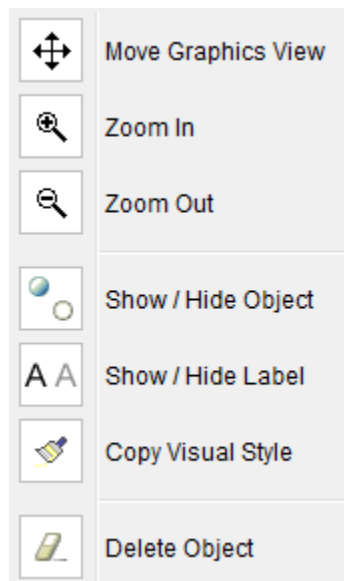 Move Graphics View
Zoom In
Zoom Out
Show / Hide Object
A A Show / Hide Label
Copy Visual Style
Delete Object